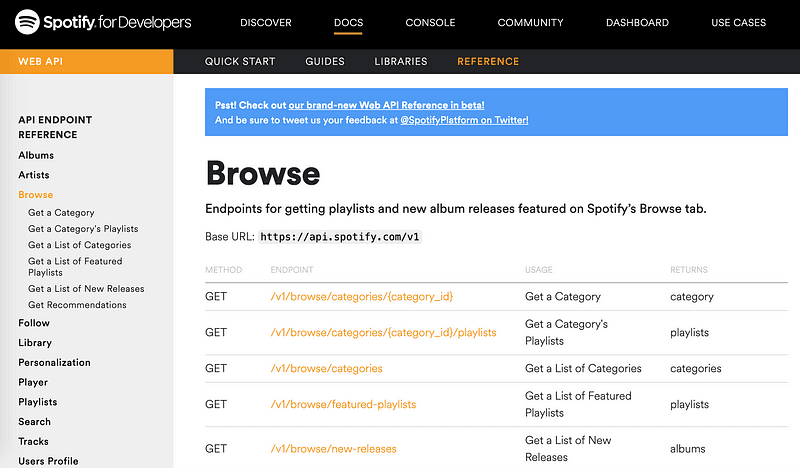 Spotify for Developers
DISCOVER
DOCS
CONSOLE
COMMUNITY
DASHBOARD
USE CASES
WEB API
QUICK START
GUIDES
LIBRARIES
REFERENCE
API ENDPOINT
REFERENCE
Albums
Artists
Browse
Get a Category
Get a Category's Playlists
Get a List of Categories
Get a List of Featured
Playlists
Get a List of New Releases
Get Recommendations
Follow
Library
Personalization
Player
Playlists
Search
Tracks
Users Profile
Psst! Check out our brand-new Web API Reference in beta!
And be sure to tweet us your feedback at @SpotifyPlatform on Twitter!
Browse
Endpoints for getting playlists and new album releases featured on Spotify's Browse tab.
Base URL: https://api.spotify.com/v1
METHOD ENDPOINT USAGE RETURNS
GET /v1/browse/categories/{category_id} Get a Category category
GET /v1/browse/categories/{category_id}/playlists Get a Category's
Playlists playlists
GET /v1/browse/categories Get a List of Categories categories
GET /v1/browse/featured-playlists Get a List of Featured
Playlists playlists
GET /v1/browse/new-releases Get a List of New
Releases albums